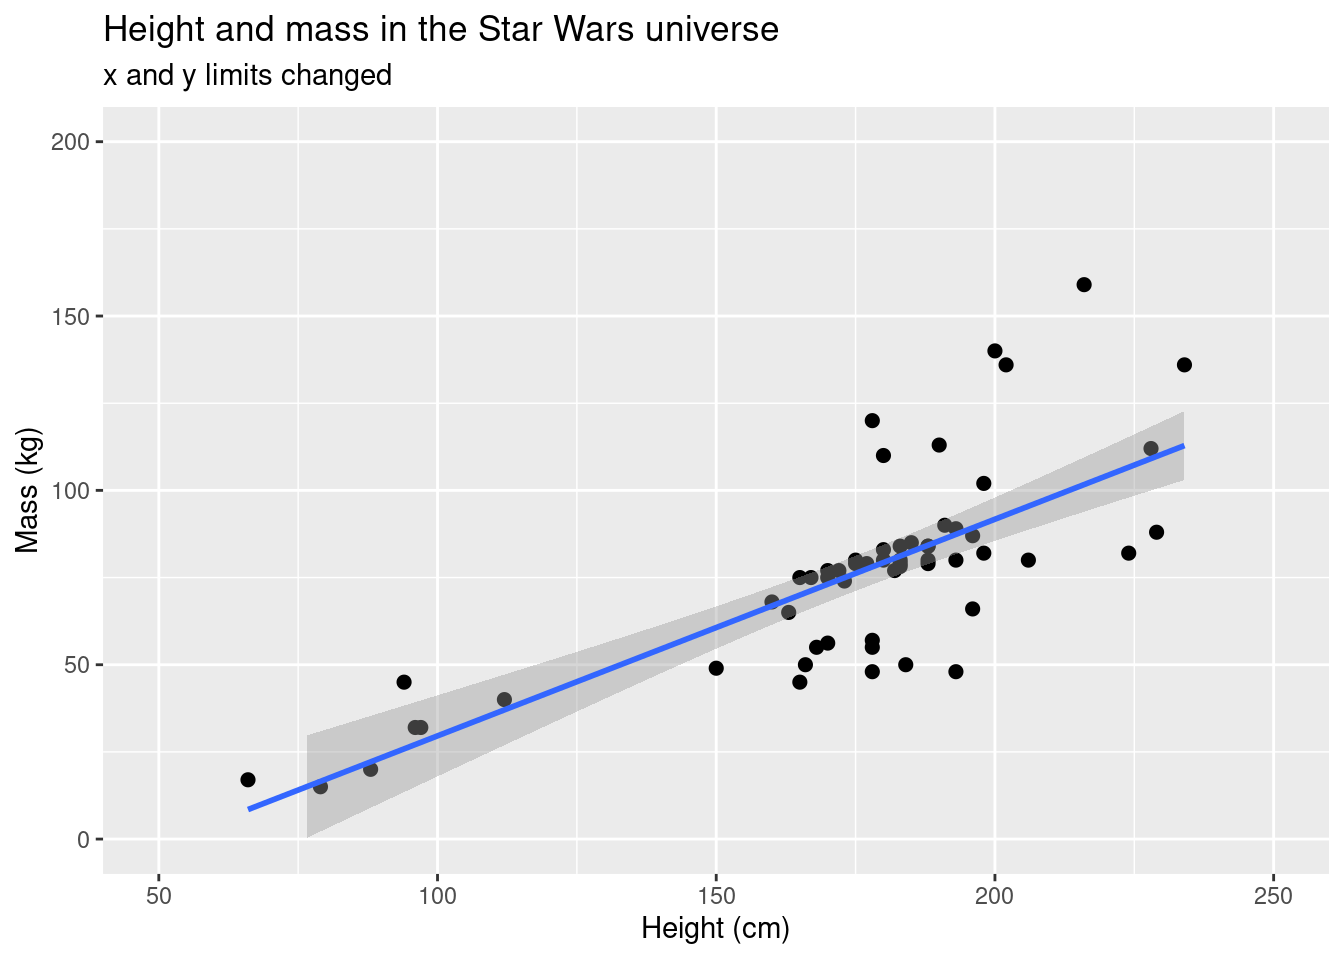 Height and mass in the Star Wars universe
x and y limits changed
200
150
100
50
0
Mass (kg)
50 100 150 200 250
Height (cm)